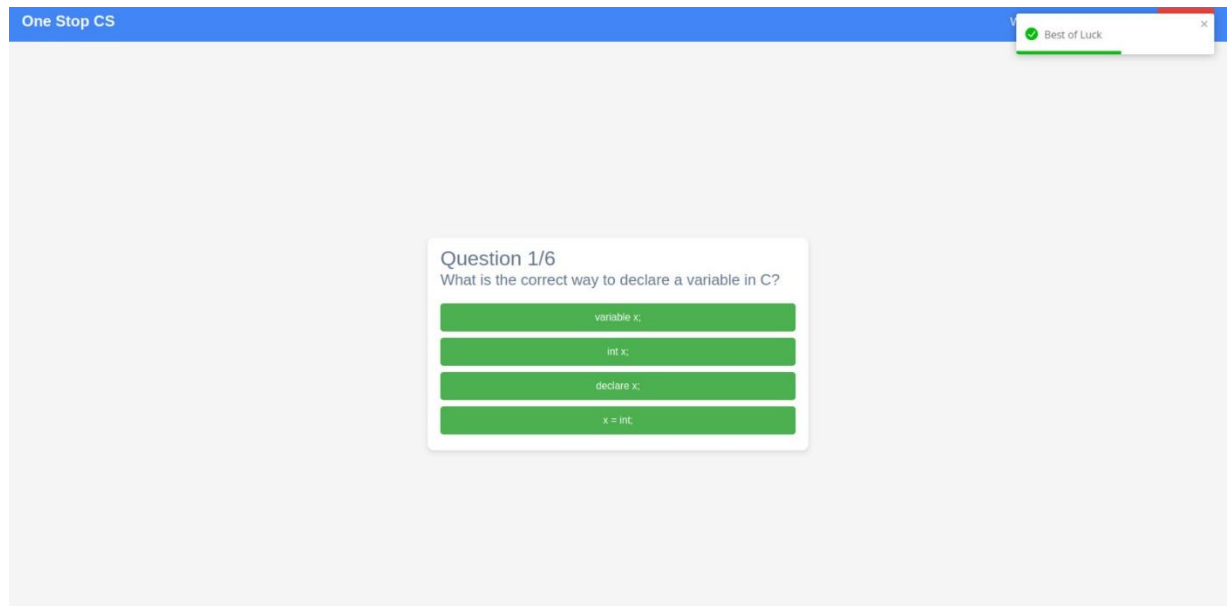 One Stop CS
Best of Luck
Question 1/6
What is the correct way to declare a variable in C?
variable x;
int x;
declare x;
x = int;